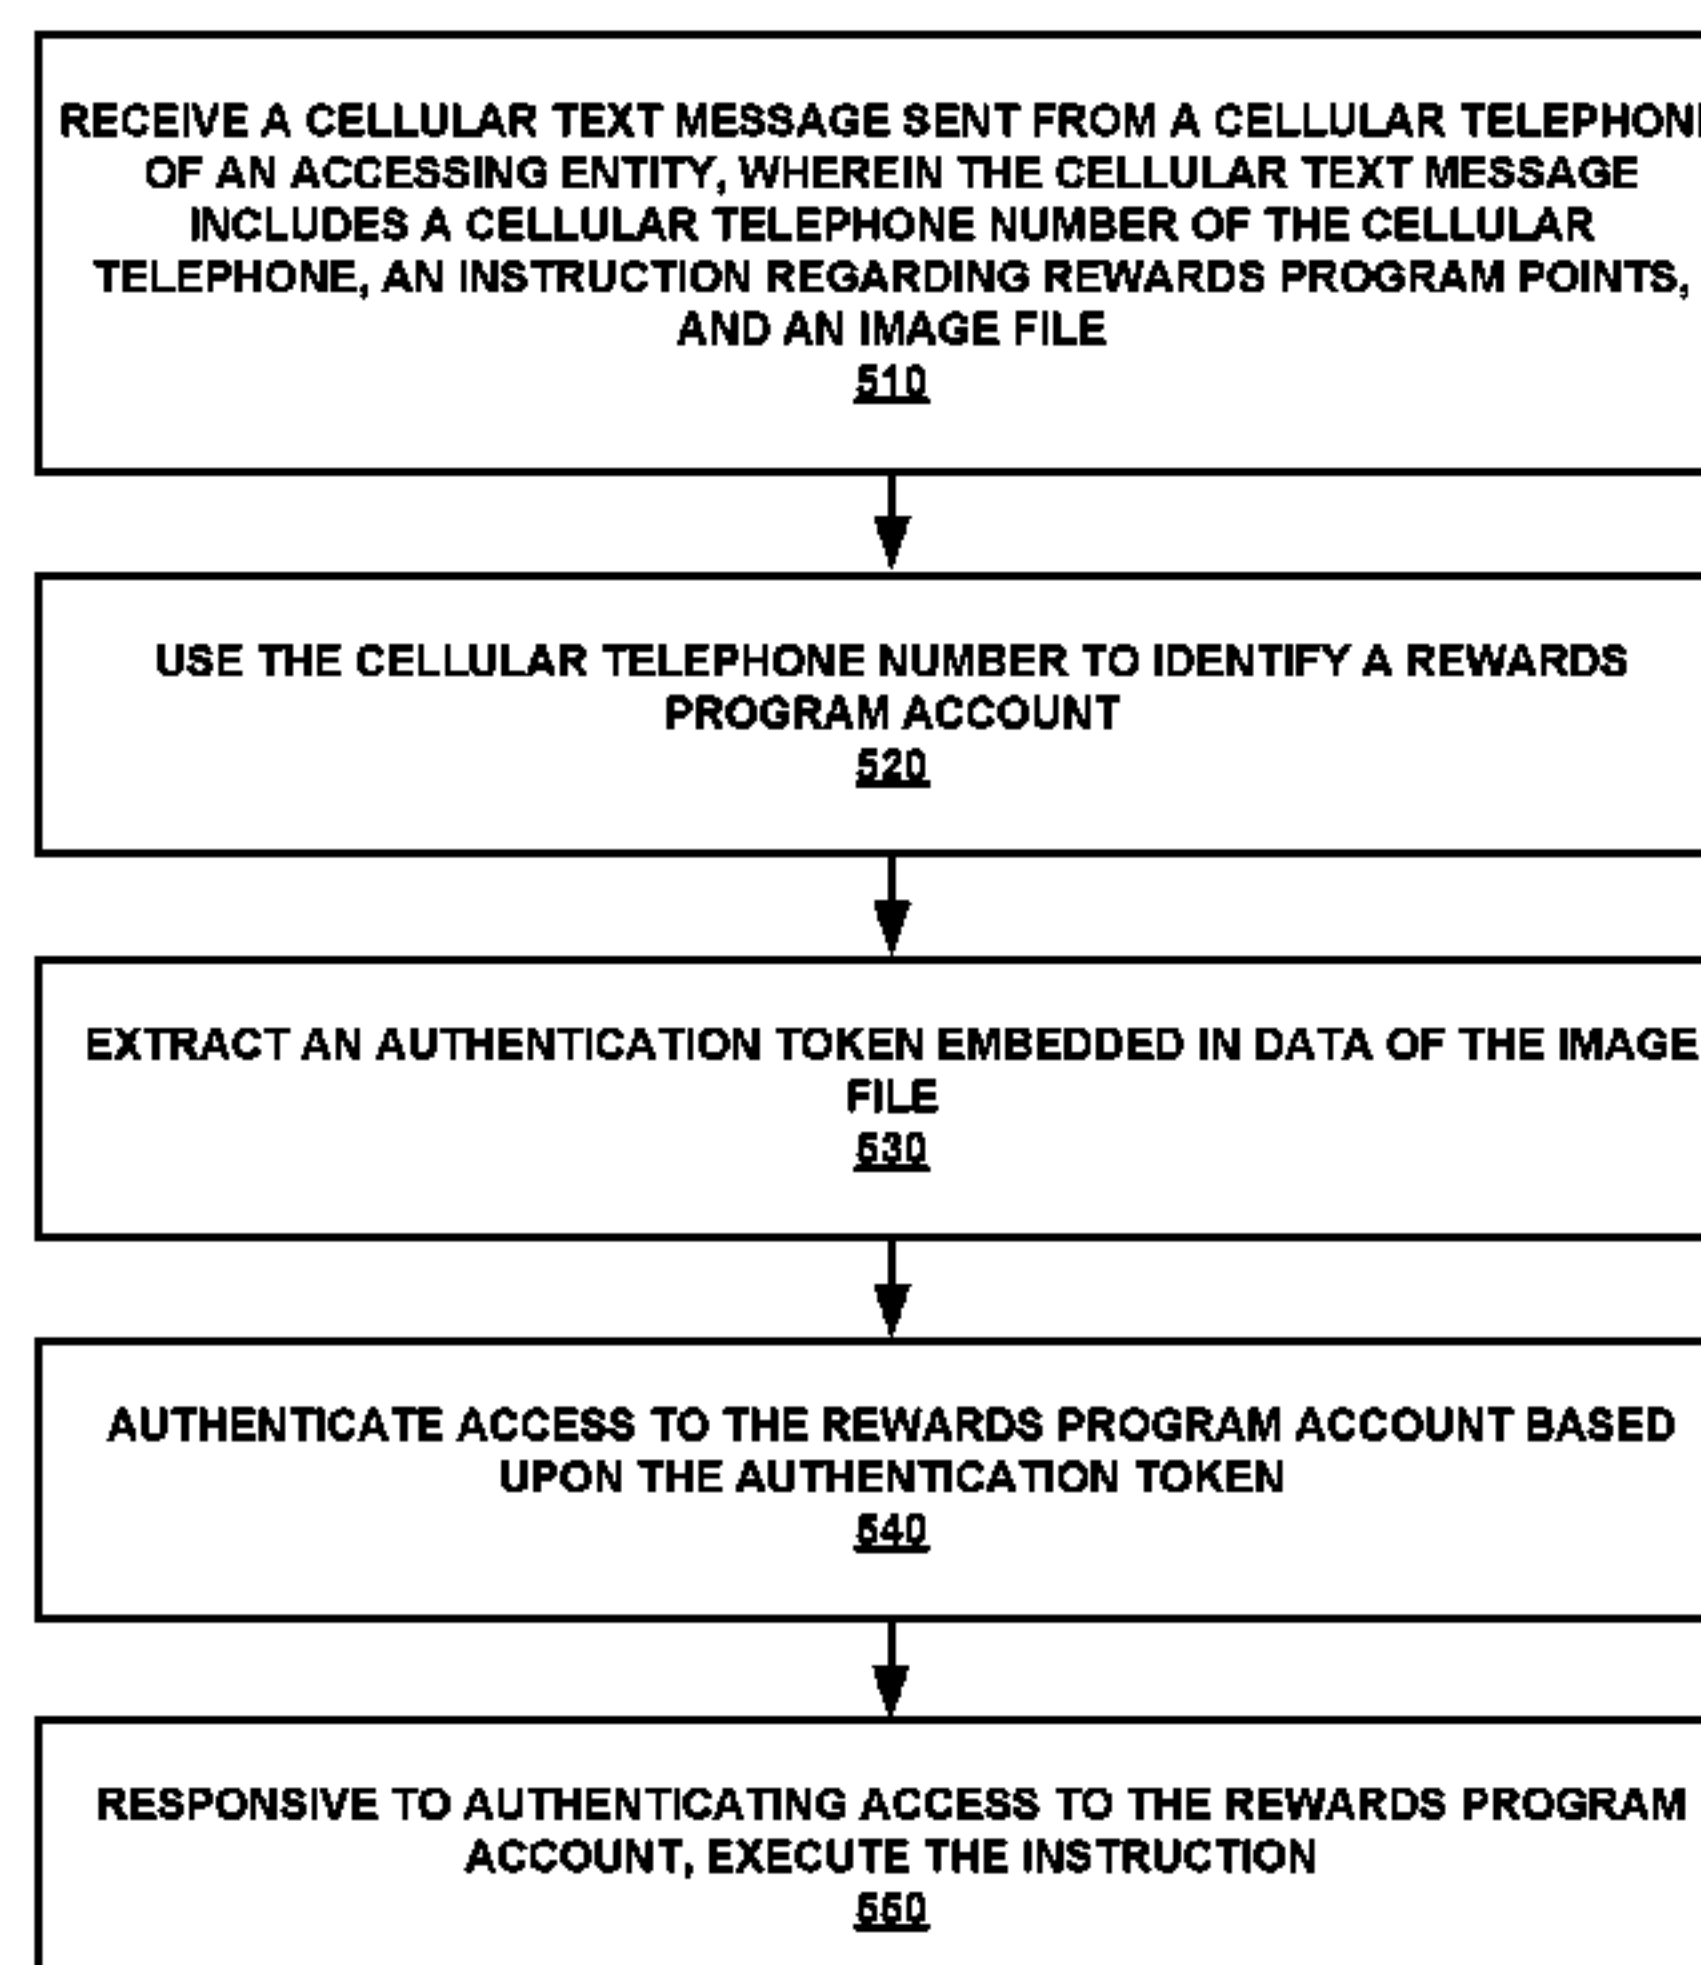 RECEIVE A CELLULAR TEXT MESSAGE SENT FROM A CELLULAR TELEPHONE
OF AN ACCESSING ENTITY, WHEREIN THE CELLULAR TEXT MESSAGE
INCLUDES A CELLULAR TELEPHONE NUMBER OF THE CELLULAR
TELEPHONE, AN INSTRUCTION REGARDING REWARDS PROGRAM POINTS,
AND AN IMAGE FILE
510
USE THE CELLULAR TELEPHONE NUMBER TO IDENTIFY A REWARDS
PROGRAM ACCOUNT
520
EXTRACT AN AUTHENTICATION TOKEN EMBEDDED IN DATA OF THE IMAGE
FILE
530
AUTHENTICATE ACCESS TO THE REWARDS PROGRAM ACCOUNT BASED
UPON THE AUTHENTICATION TOKEN
540
RESPONSIVE TO AUTHENTICATING ACCESS TO THE REWARDS PROGRAM
ACCOUNT, EXECUTE THE INSTRUCTION
550